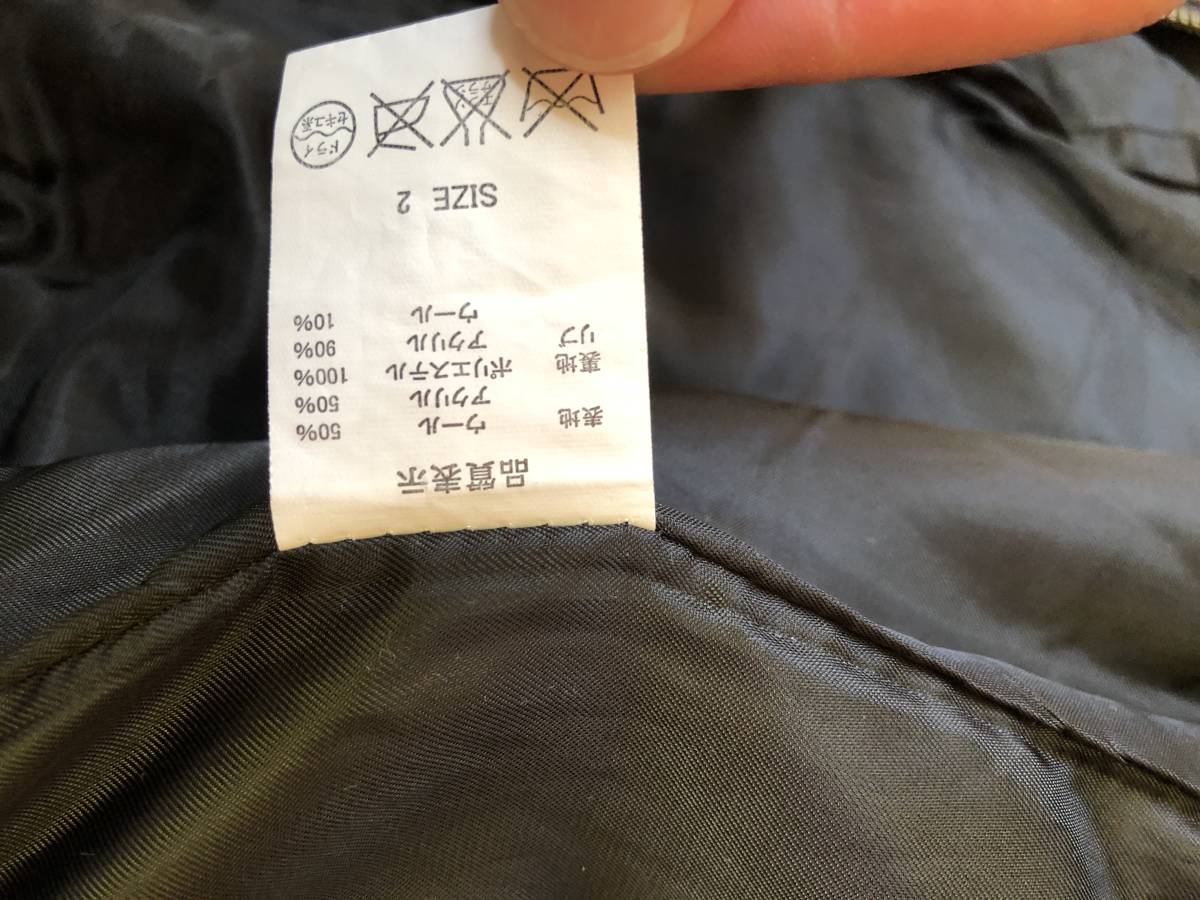 品質表示
表地 ウール 50%
アクリル 50%
裏地 ポリエステル 100%
リブ アクリル 90%
ウール 10%
SIZE 2
ドライ
セキユ系